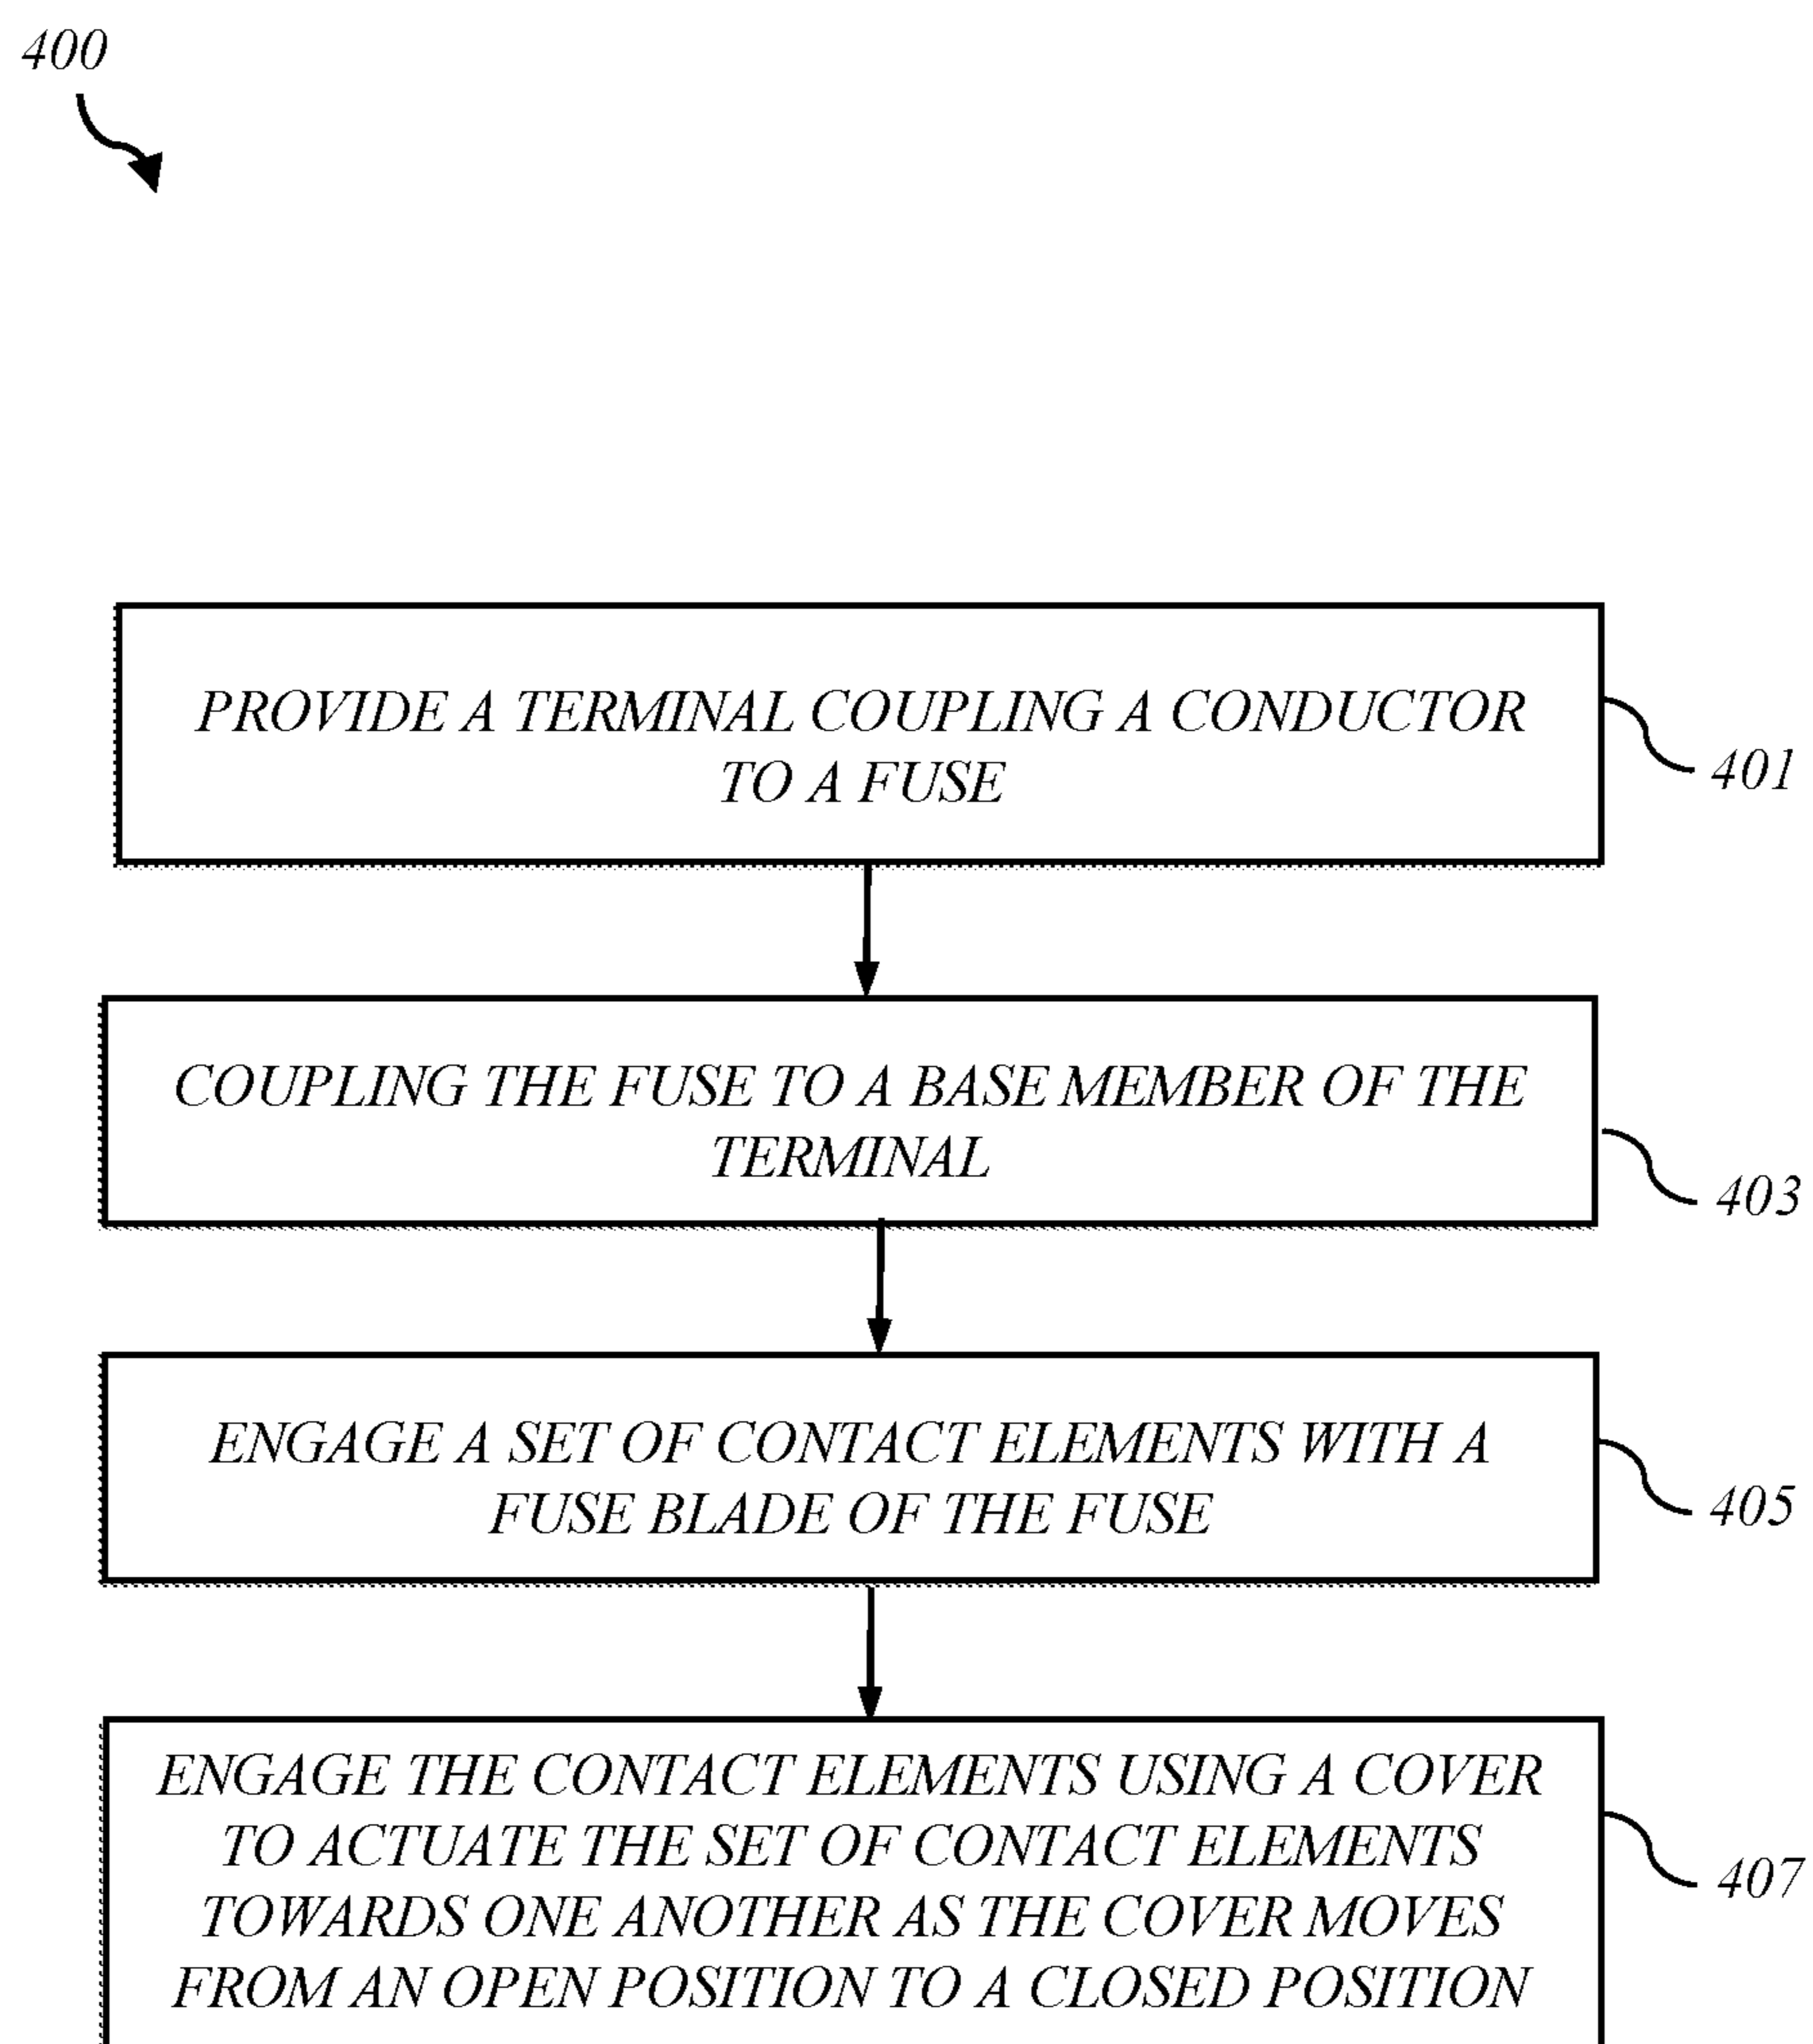 400
PROVIDE A TERMINAL COUPLING A CONDUCTOR
TO A FUSE
401
COUPLING THE FUSE TO A BASE MEMBER OF THE
TERMINAL
403
ENGAGE A SET OF CONTACT ELEMENTS WITH A
FUSE BLADE OF THE FUSE
405
ENGAGE THE CONTACT ELEMENTS USING A COVER
TO ACTUATE THE SET OF CONTACT ELEMENTS
TOWARDS ONE ANOTHER AS THE COVER MOVES
FROM AN OPEN POSITION TO A CLOSED POSITION
407